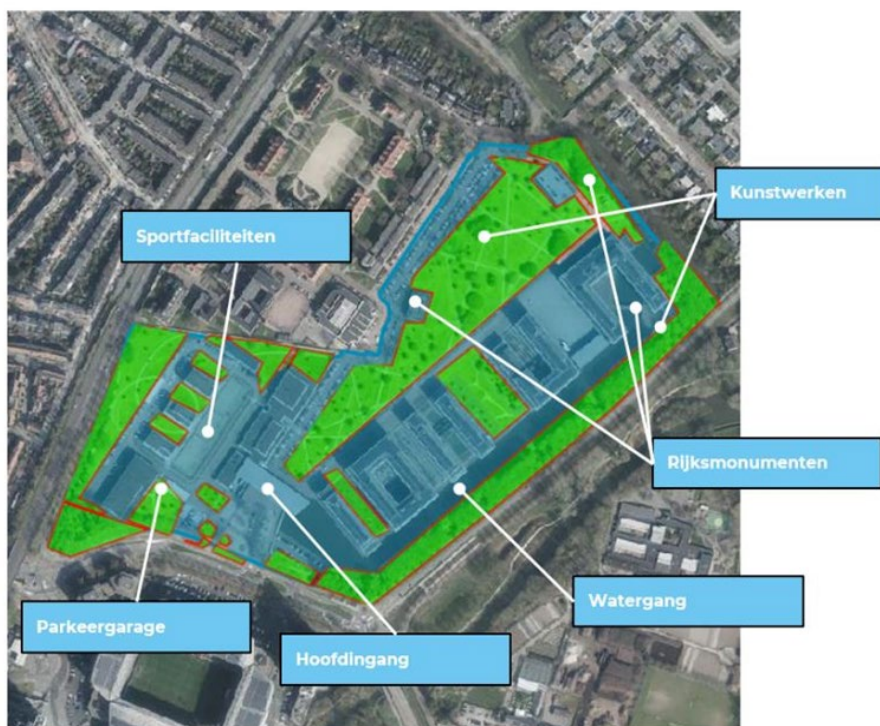 Kunstwerken
Sportfaciliteiten
Rijksmonumenten
Watergang
Parkeergarage
Hoofdingang